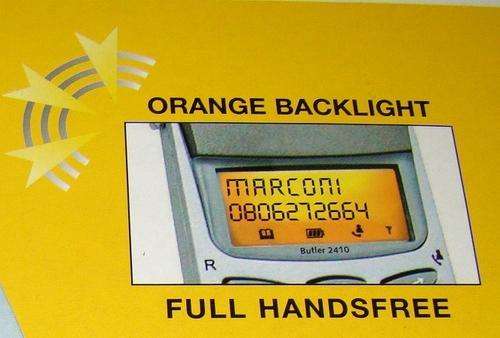 ORANGE BACKLIGHT
MARCONI
0806272664
Butler 2410
R
FULL HANDSFREE